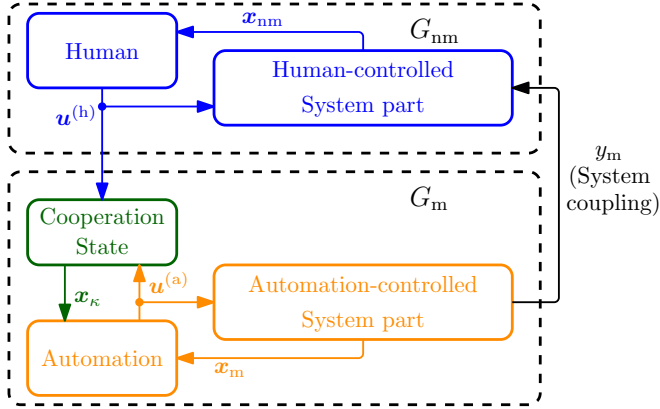 x_nm
G_nm
Human
Human-controlled
System part
u^(h)
y_m
(System
coupling)
G_m
Cooperation
State
x_κ
u^(a)
Automation-controlled
System part
Automation
x_m